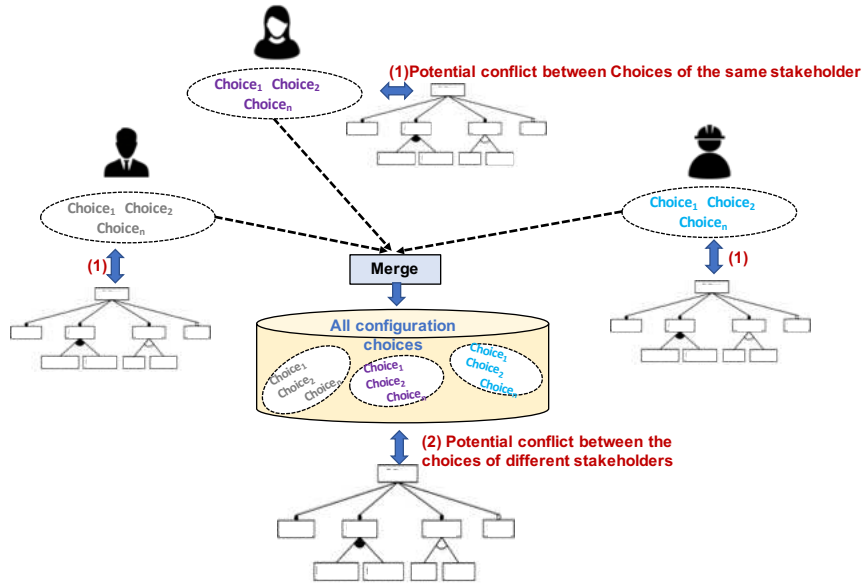 (1)Potential conflict between Choices of the same stakeholder
Choice₁ Choice₂
Choiceₙ
Choice₁ Choice₂
Choiceₙ
Choice₁ Choice₂
Choiceₙ
(1)
(1)
Merge
All configuration
choices
Choice₁
Choice₂
Choiceₙ
Choice₁
Choice₂
Choiceₙ
Choice₁
Choice₂
Choiceₙ
(2) Potential conflict between the
choices of different stakeholders